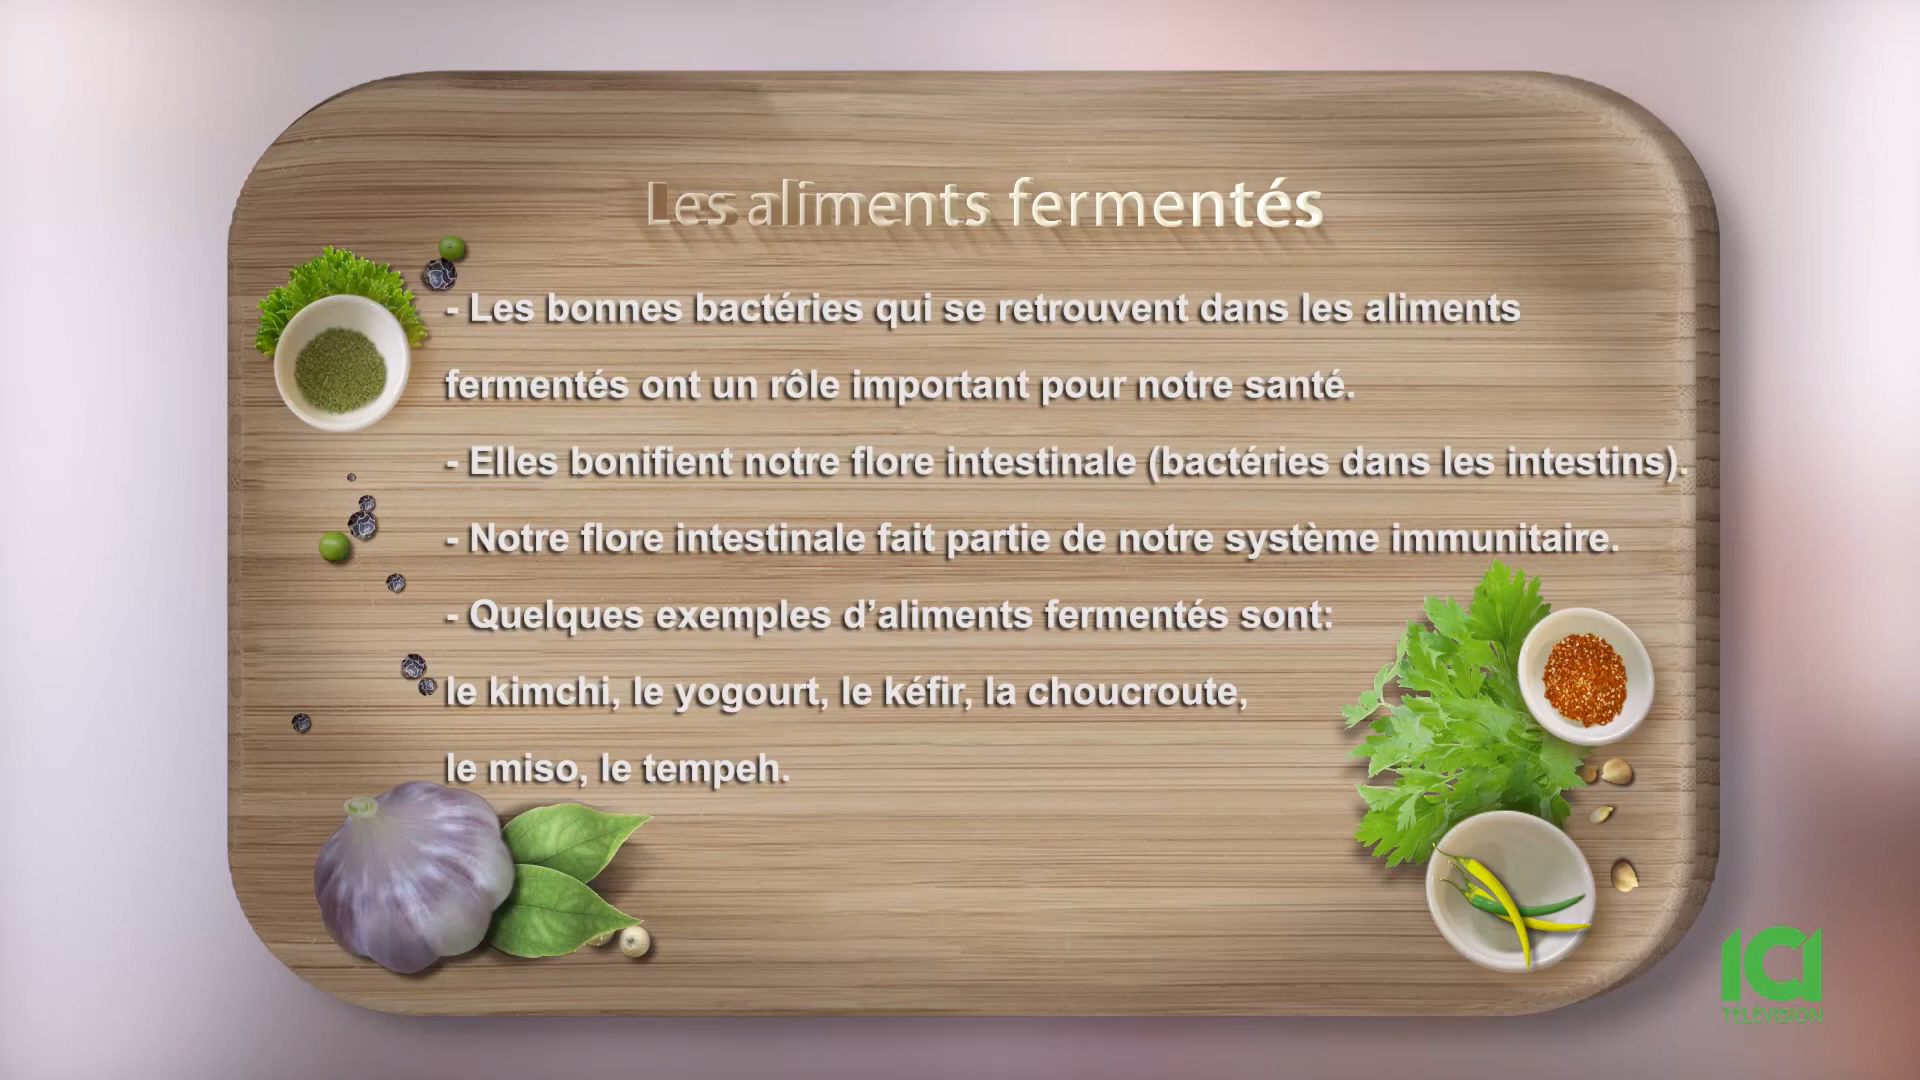 Les aliments fermentés
- Les bonnes bactéries qui se retrouvent dans les aliments
fermentés ont un rôle important pour notre santé.
- Elles bonifient notre flore intestinale (bactéries dans les intestins).
- Notre flore intestinale fait partie de notre système immunitaire.
- Quelques exemples d’aliments fermentés sont:
le kimchi, le yogourt, le kéfir, la choucroute,
le miso, le tempeh.
ICI
TÉLÉVISION